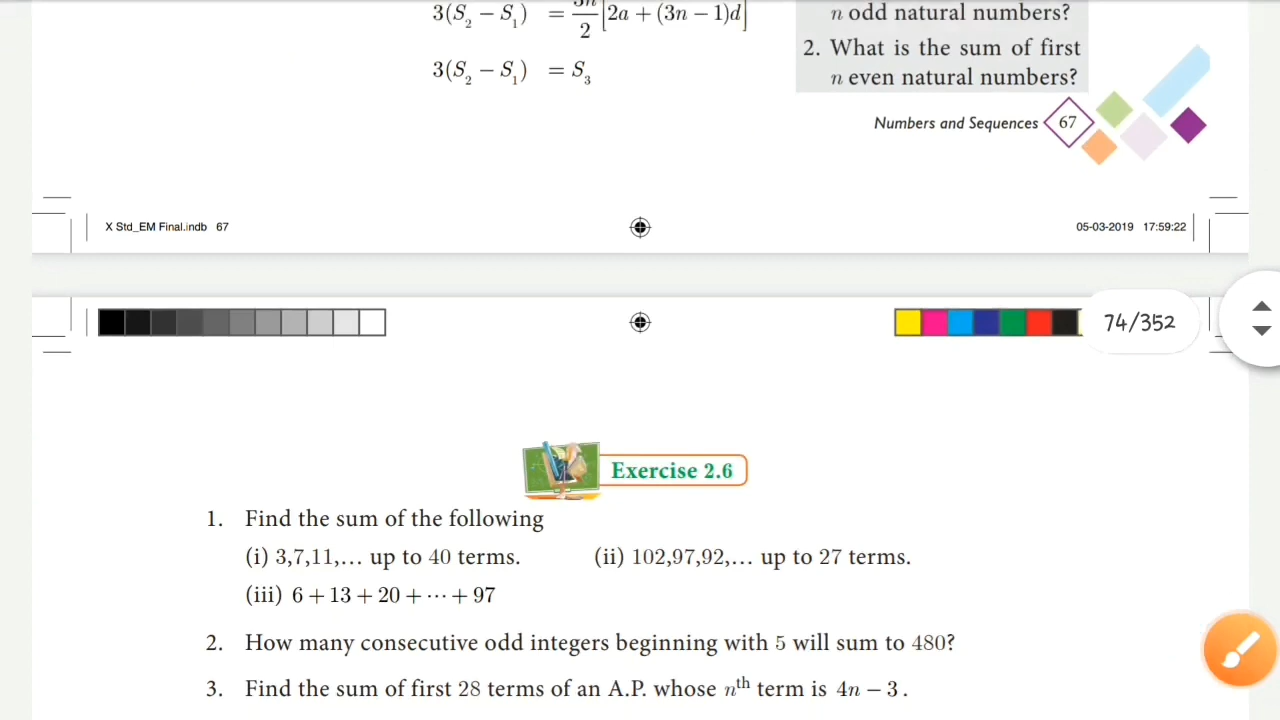 3(S₂ − S₁) = 3n/2 [2a + (3n − 1)d]
3(S₂ − S₁) = S₃
n odd natural numbers?
2. What is the sum of first
n even natural numbers?
Numbers and Sequences 67
X Std_EM Final.indb 67
05-03-2019 17:59:22
74/352
Exercise 2.6
1. Find the sum of the following
(i) 3,7,11,… up to 40 terms. (ii) 102,97,92,… up to 27 terms.
(iii) 6 + 13 + 20 + ⋯ + 97
2. How many consecutive odd integers beginning with 5 will sum to 480?
3. Find the sum of first 28 terms of an A.P. whose nᵗʰ term is 4n − 3.